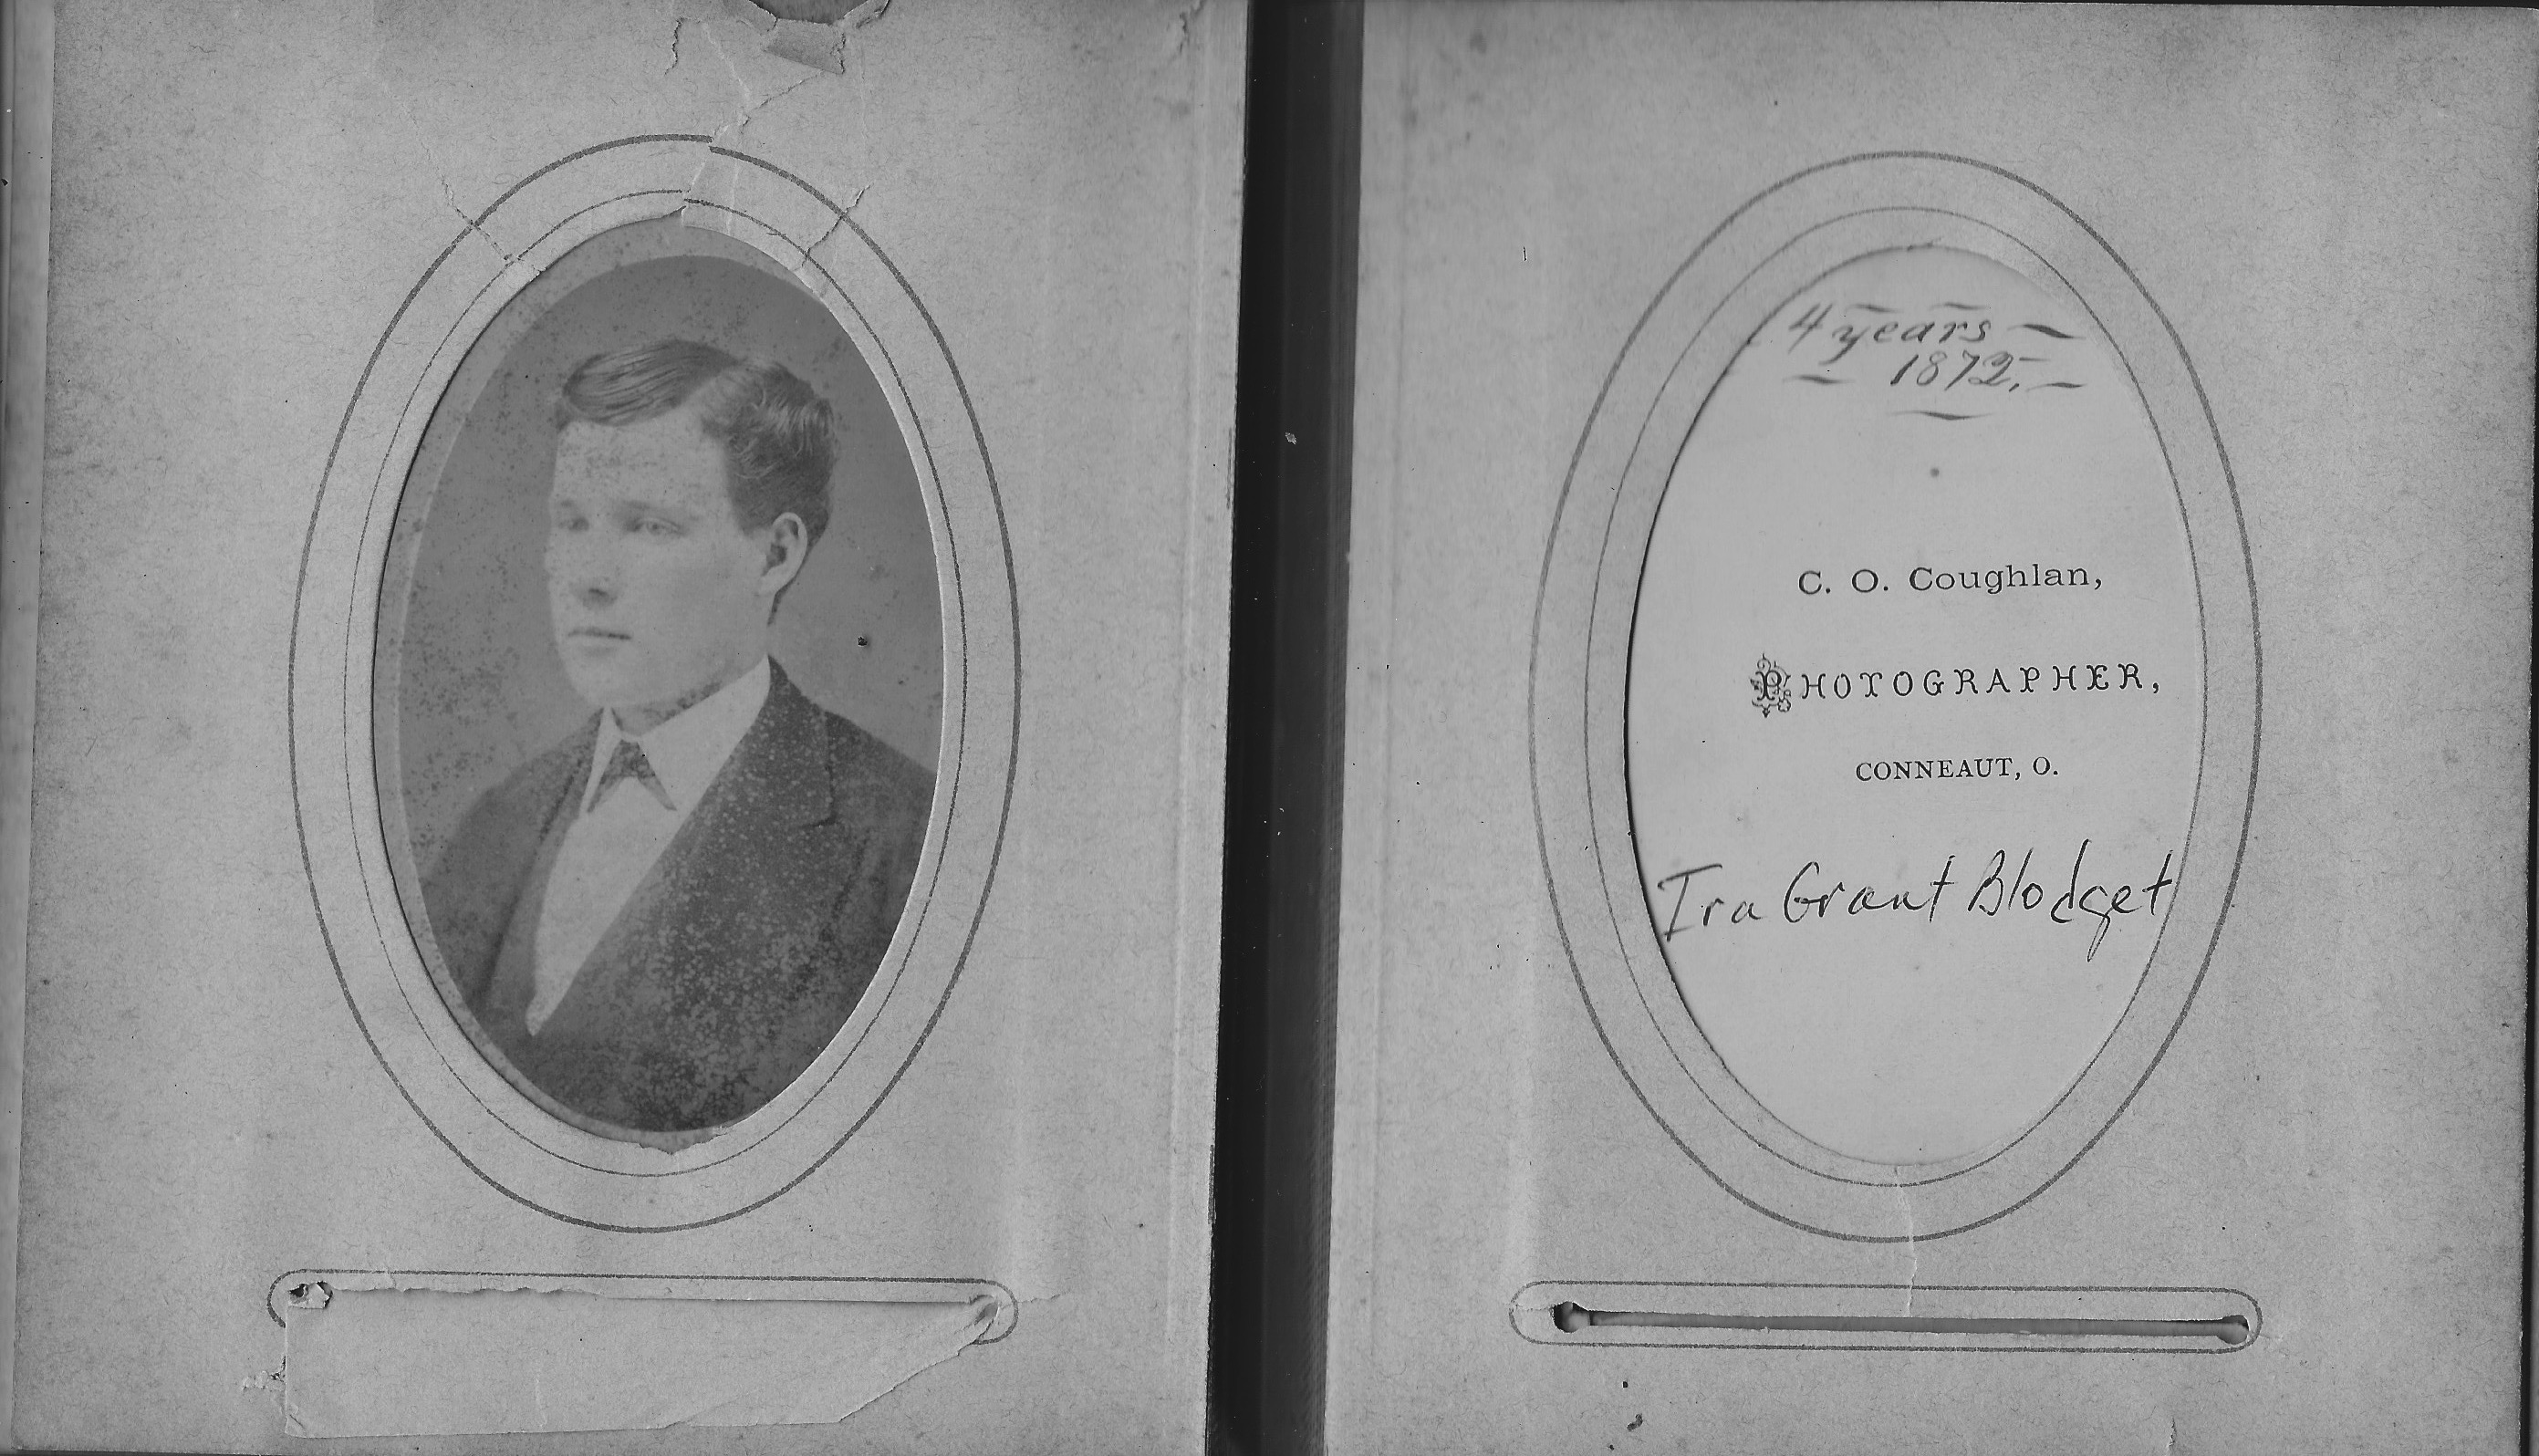 4 years —
— 1872. —
C. O. Coughlan,
PHOTOGRAPHER,
CONNEAUT, O.
Ira Grant Blodget